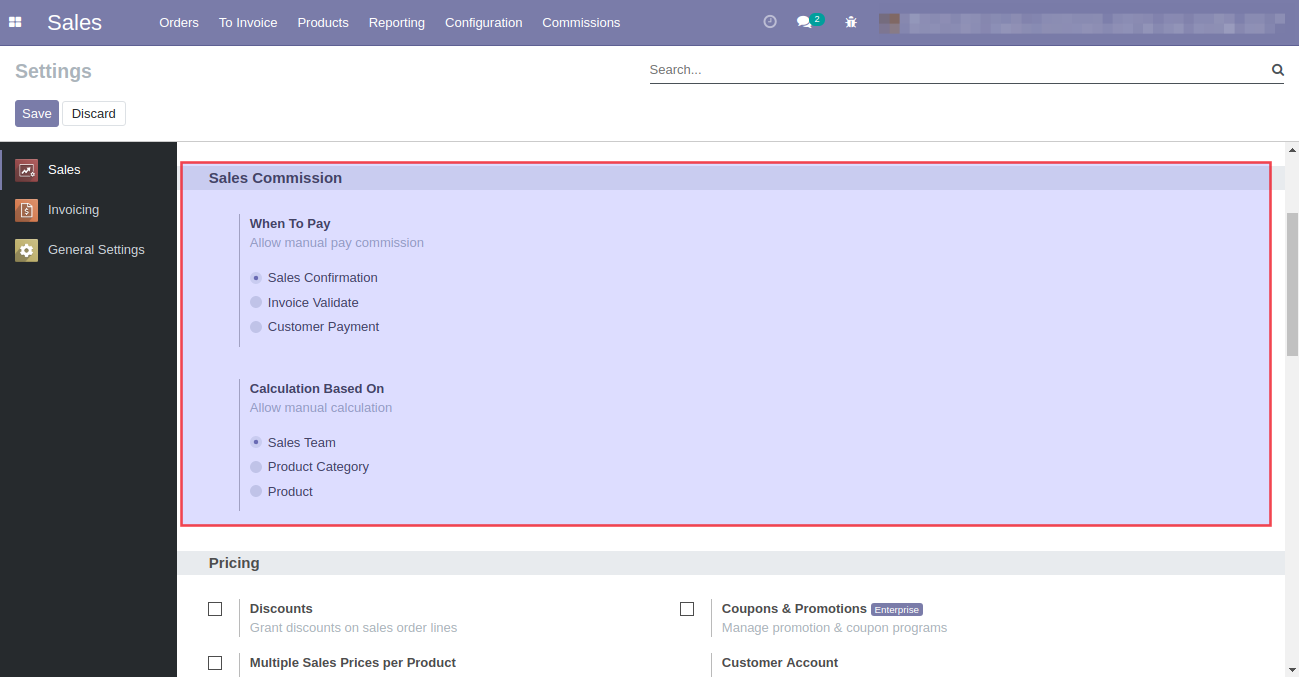 Sales Orders To Invoice Products Reporting Configuration Commissions 2
Settings
Search...
Save Discard
Sales
Invoicing
General Settings
Sales Commission
When To Pay
Allow manual pay commission
Sales Confirmation
Invoice Validate
Customer Payment
Calculation Based On
Allow manual calculation
Sales Team
Product Category
Product
Pricing
Discounts
Grant discounts on sales order lines
Coupons & Promotions Enterprise
Manage promotion & coupon programs
Multiple Sales Prices per Product
Customer Account